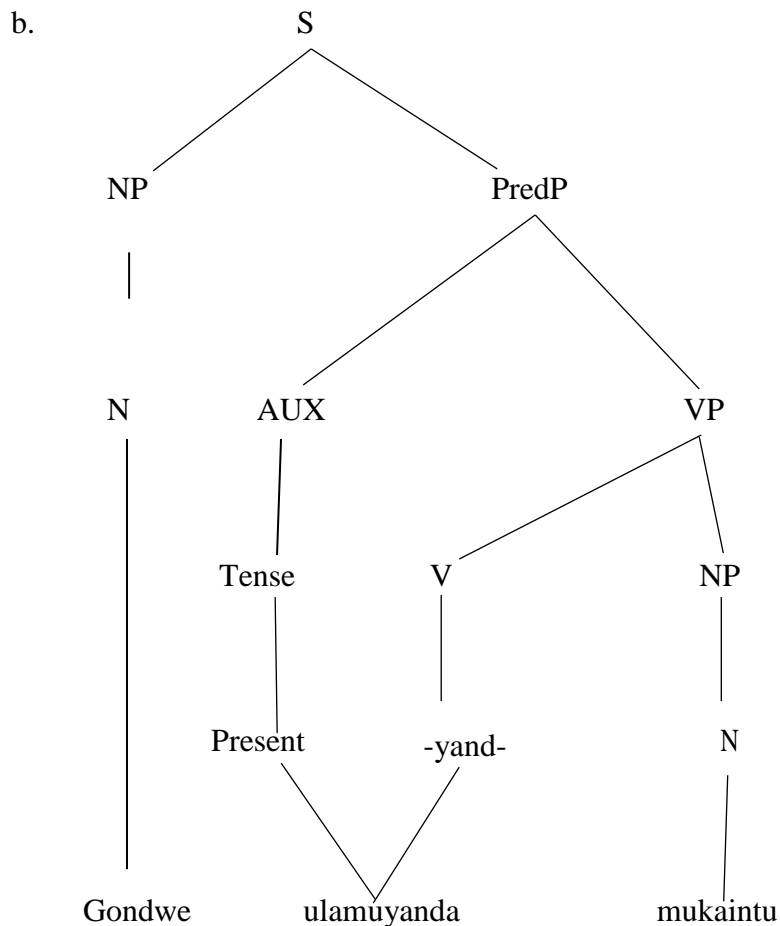 b. S
NP PredP
N AUX VP
Tense V NP
Present -yand- N
Gondwe ulamuyanda mukaintu